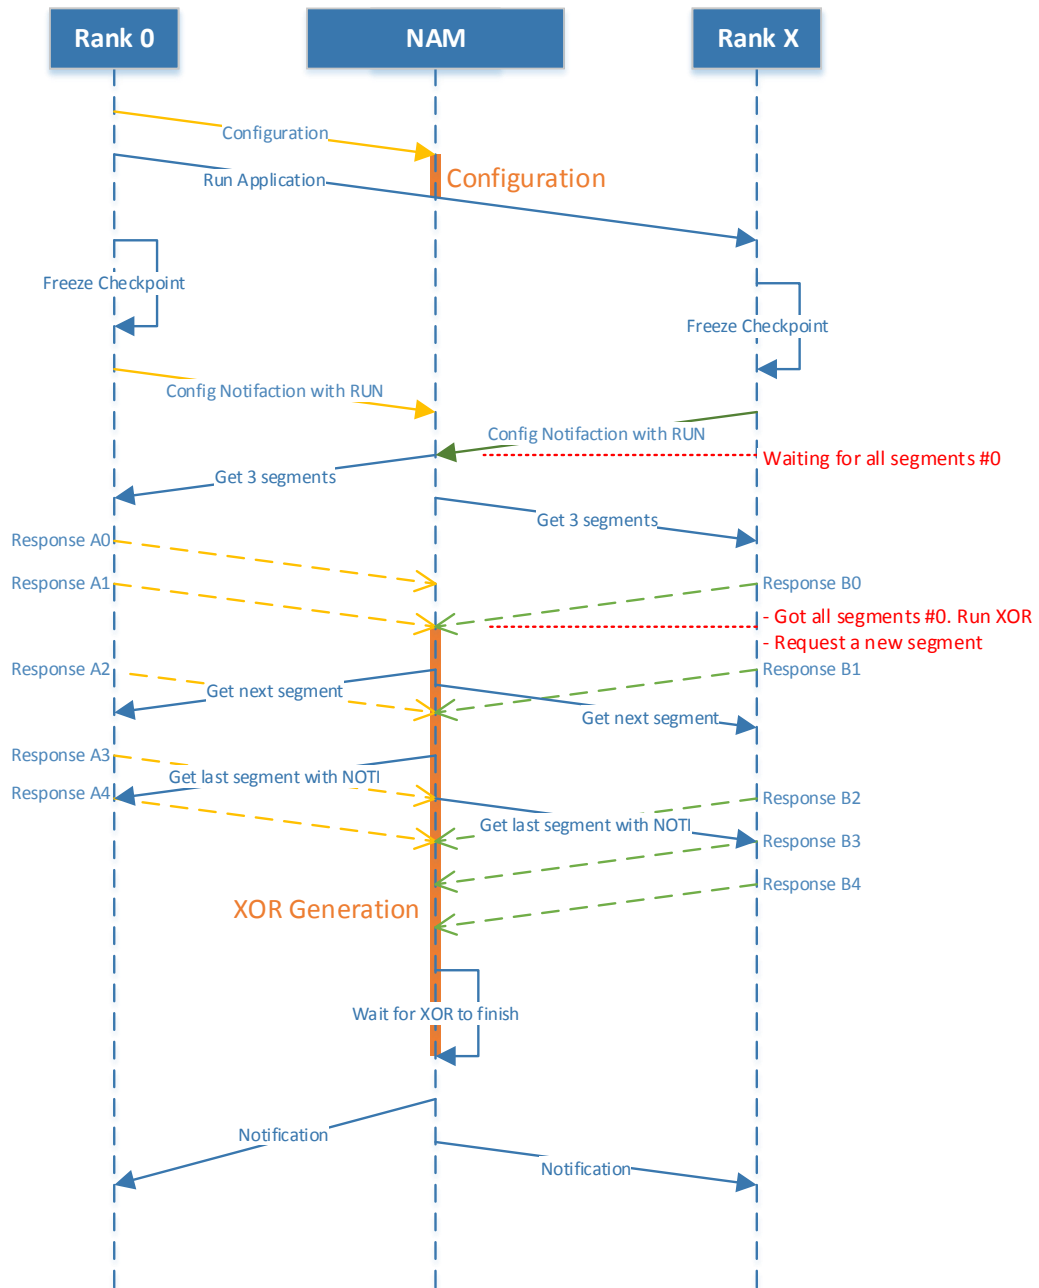 Rank 0
NAM
Rank X
Configuration
Configuration
Run Application
Freeze Checkpoint
Freeze Checkpoint
Config Notifaction with RUN
Config Notifaction with RUN
Waiting for all segments #0
Get 3 segments
Get 3 segments
Response A0
Response A1
Response B0
- Got all segments #0. Run XOR
- Request a new segment
Response A2
Response B1
Get next segment
Get next segment
Response A3
Get last segment with NOTI
Response A4
Response B2
Get last segment with NOTI
Response B3
Response B4
XOR Generation
Wait for XOR to finish
Notification
Notification